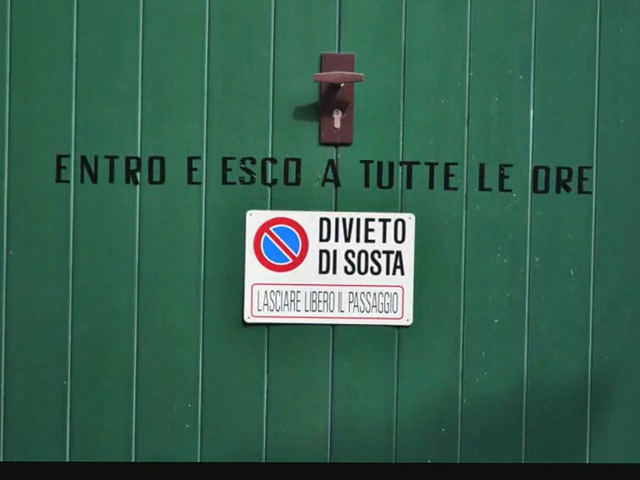 ENTRO E ESCO A TUTTE LE ORE
DIVIETO
DI SOSTA
LASCIARE LIBERO IL PASSAGGIO